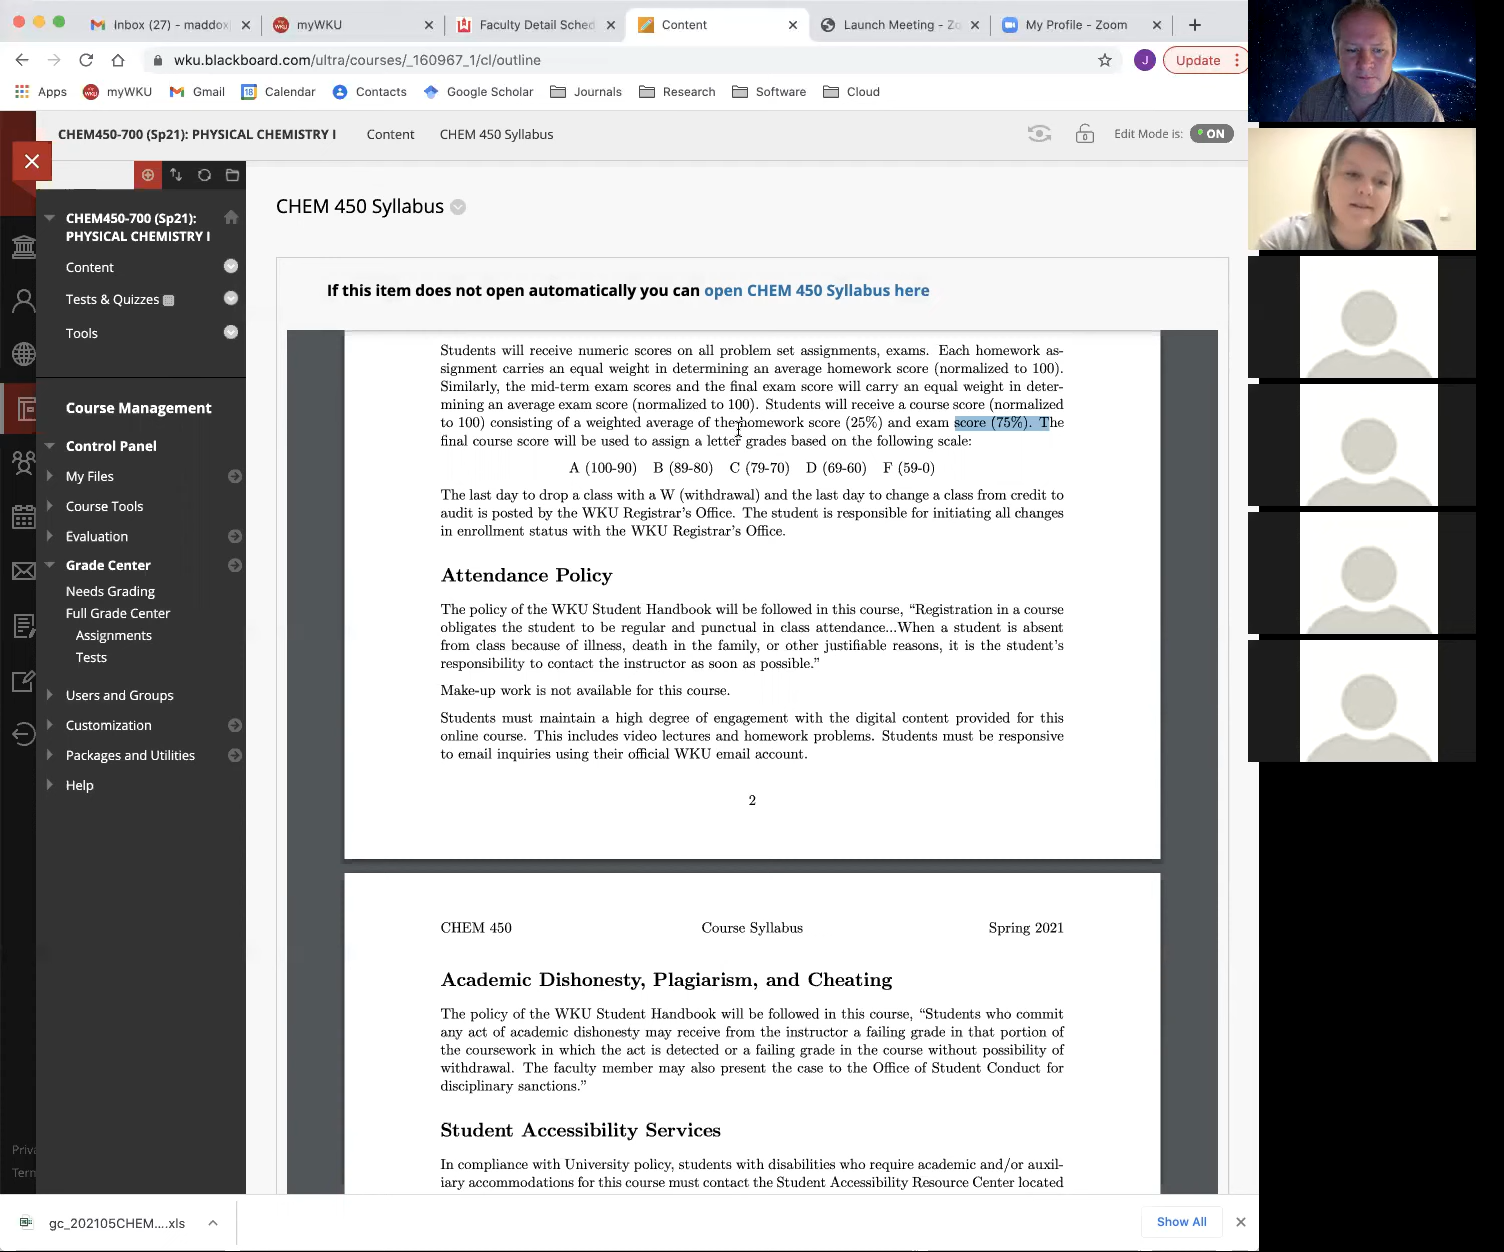 Inbox (27) - maddox
myWKU
Faculty Detail Sched
Content
Launch Meeting - Zo
My Profile - Zoom
wku.blackboard.com/ultra/courses/_160967_1/cl/outline
J
Update
Apps
myWKU
Gmail
18
Calendar
Contacts
Google Scholar
Journals
Research
Software
Cloud
CHEM450-700 (Sp21): PHYSICAL CHEMISTRY I
Content
CHEM 450 Syllabus
Edit Mode is:
ON
CHEM450-700 (Sp21):
PHYSICAL CHEMISTRY I
Content
Tests & Quizzes
Tools
Course Management
Control Panel
My Files
Course Tools
Evaluation
Grade Center
Needs Grading
Full Grade Center
Assignments
Tests
Users and Groups
Customization
Packages and Utilities
Help
CHEM 450 Syllabus
If this item does not open automatically you can open CHEM 450 Syllabus here
Students will receive numeric scores on all problem set assignments, exams. Each homework as-
signment carries an equal weight in determining an average homework score (normalized to 100).
Similarly, the mid-term exam scores and the final exam score will carry an equal weight in deter-
mining an average exam score (normalized to 100). Students will receive a course score (normalized
to 100) consisting of a weighted average of the homework score (25%) and exam score (75%). The
final course score will be used to assign a letter grades based on the following scale:
A (100-90) B (89-80) C (79-70) D (69-60) F (59-0)
The last day to drop a class with a W (withdrawal) and the last day to change a class from credit to
audit is posted by the WKU Registrar's Office. The student is responsible for initiating all changes
in enrollment status with the WKU Registrar's Office.
Attendance Policy
The policy of the WKU Student Handbook will be followed in this course, “Registration in a course
obligates the student to be regular and punctual in class attendance...When a student is absent
from class because of illness, death in the family, or other justifiable reasons, it is the student's
responsibility to contact the instructor as soon as possible.”
Make-up work is not available for this course.
Students must maintain a high degree of engagement with the digital content provided for this
online course. This includes video lectures and homework problems. Students must be responsive
to email inquiries using their official WKU email account.
2
CHEM 450
Course Syllabus
Spring 2021
Academic Dishonesty, Plagiarism, and Cheating
The policy of the WKU Student Handbook will be followed in this course, “Students who commit
any act of academic dishonesty may receive from the instructor a failing grade in that portion of
the coursework in which the act is detected or a failing grade in the course without possibility of
withdrawal. The faculty member may also present the case to the Office of Student Conduct for
disciplinary sanctions.”
Student Accessibility Services
In compliance with University policy, students with disabilities who require academic and/or auxil-
iary accommodations for this course must contact the Student Accessibility Resource Center located
Priva
Term
gc_202105CHEM....xls
Show All